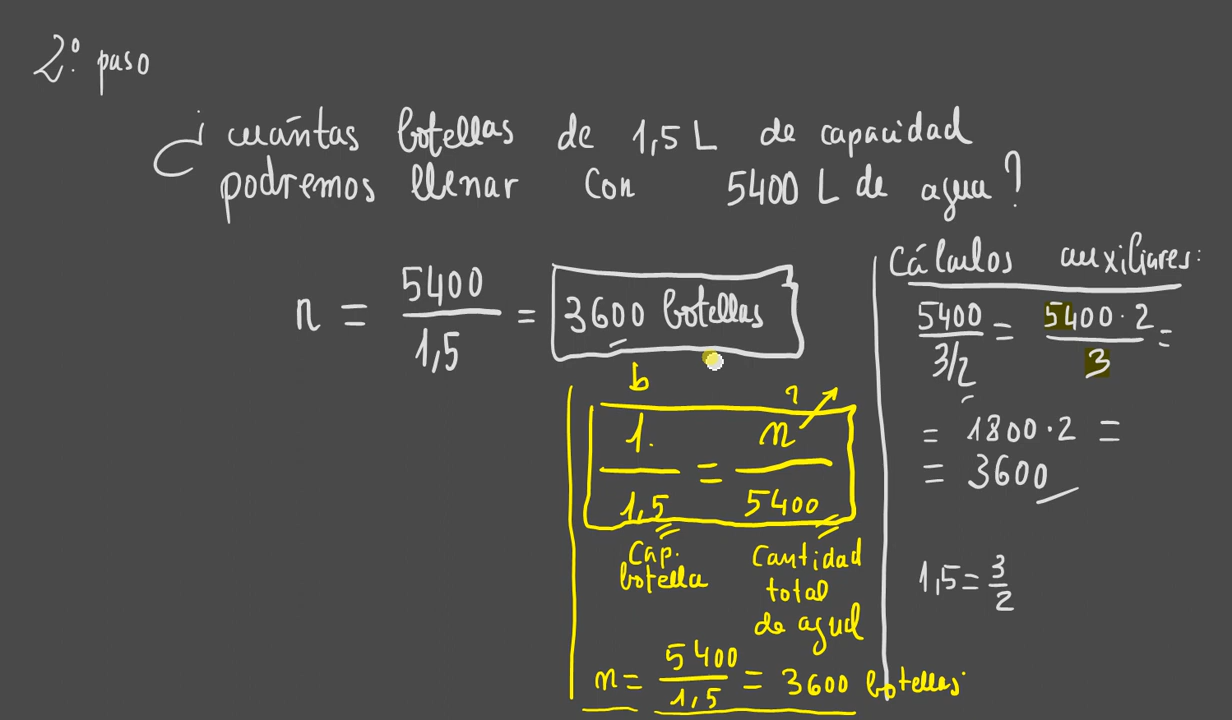 2º paso
¿cuántas botellas de 1,5 L de capacidad
podremos llenar con 5400 L de agua?
n = 5400/1,5 = 3600 botellas
Cálculos auxiliares:
5400/3/2 = 5400·2/3 =
= 1800·2 =
= 3600
1,5 = 3/2
b ?
1/1,5 = n/5400
Cap. botella
Cantidad total de agua
n = 5400/1,5 = 3600 botellas